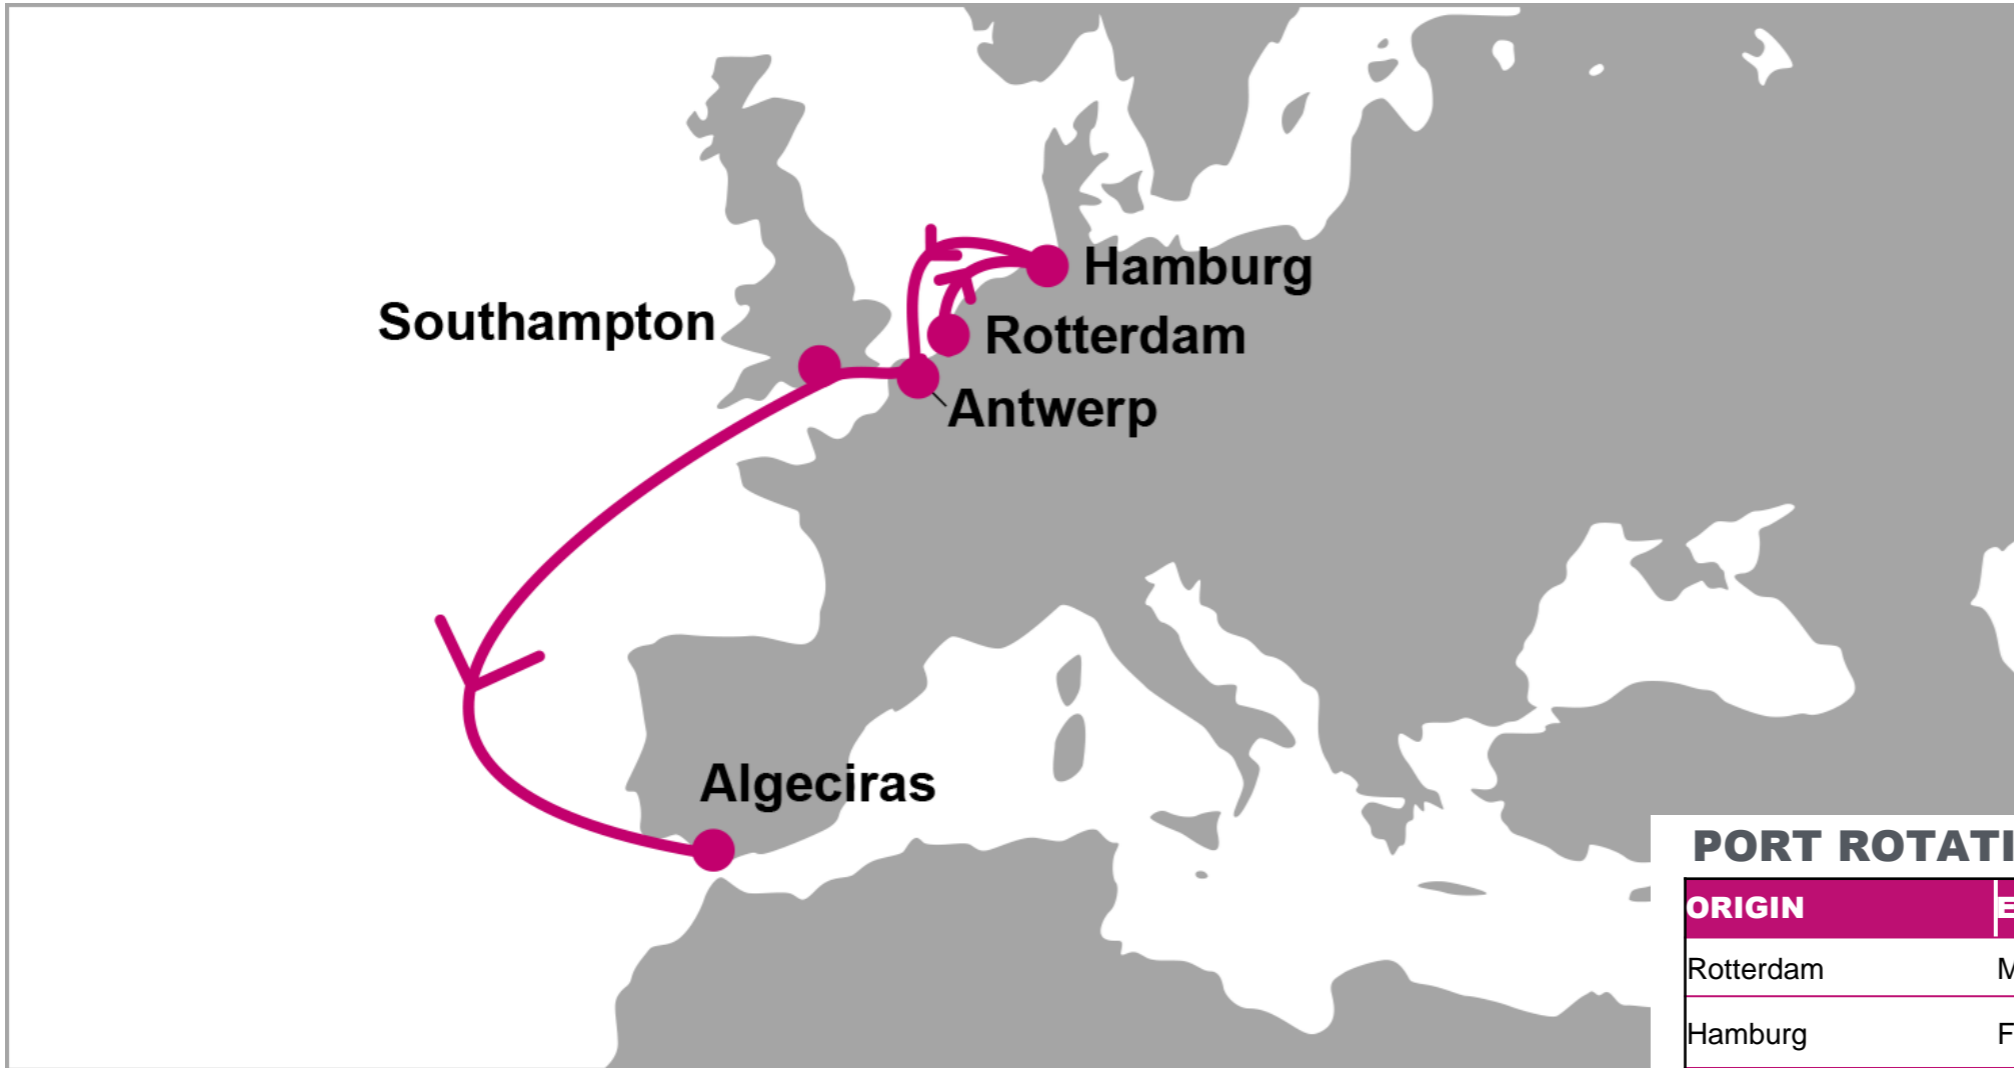 Hamburg
Southampton
Rotterdam
Antwerp
Algeciras
PORT ROTATI
ORIGIN E
Rotterdam M
Hamburg F